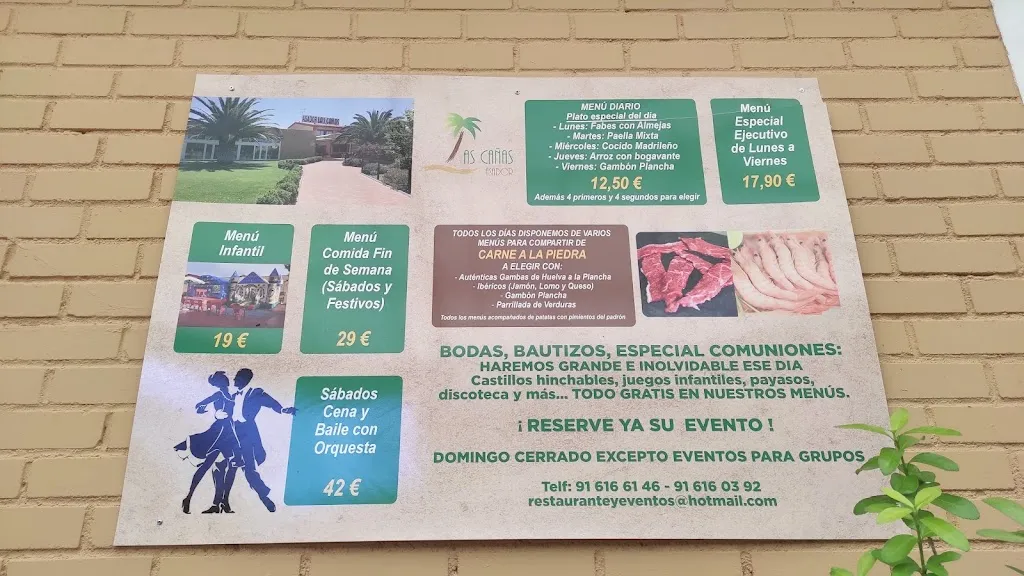 AS CAÑAS
MENÚ DIARIO
Plato especial del día
- Lunes: Fabes con Almejas
- Martes: Paella Mixta
- Miércoles: Cocido Madrileño
- Jueves: Arroz con bogavante
- Viernes: Gambón Plancha
12,50 €
Además 4 primeros y 4 segundos para elegir
Menú
Especial
Ejecutivo
de Lunes a
Viernes
17,90 €
Menú
Infantil
19 €
Menú
Comida Fin
de Semana
(Sábados y
Festivos)
29 €
TODOS LOS DÍAS DISPONEMOS DE VARIOS
MENÚS PARA COMPARTIR DE
CARNE A LA PIEDRA
A ELEGIR CON:
- Auténticas Gambas de Huelva a la Plancha
- Ibéricos (Jamón, Lomo y Queso)
- Gambón Plancha
- Parrillada de Verduras
Todos los menús acompañados de patatas con pimientos del padrón.
Sábados
Cena y
Baile con
Orquesta
42 €
BODAS, BAUTIZOS, ESPECIAL COMUNIONES:
HAREMOS GRANDE E INOLVIDABLE ESE DIA
Castillos hinchables, juegos infantiles, payasos,
discoteca y más... TODO GRATIS EN NUESTROS MENÚS.
¡ RESERVE YA SU EVENTO !
DOMINGO CERRADO EXCEPTO EVENTOS PARA GRUPOS
Telf: 91 616 61 46 - 91 616 03 92
restauranteyeventos@hotmail.com